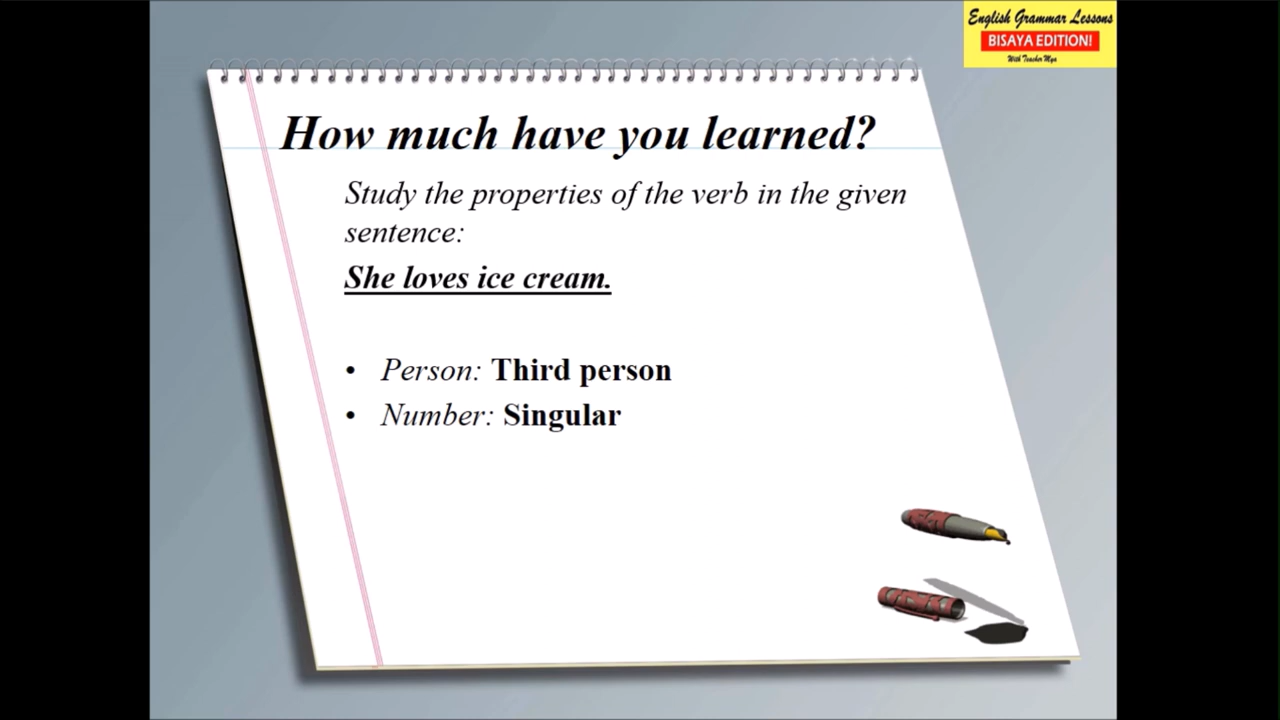 English Grammar Lessons
BISAYA EDITION!
With Teacher Mya
How much have you learned?
Study the properties of the verb in the given
sentence:
She loves ice cream.
• Person: Third person
• Number: Singular